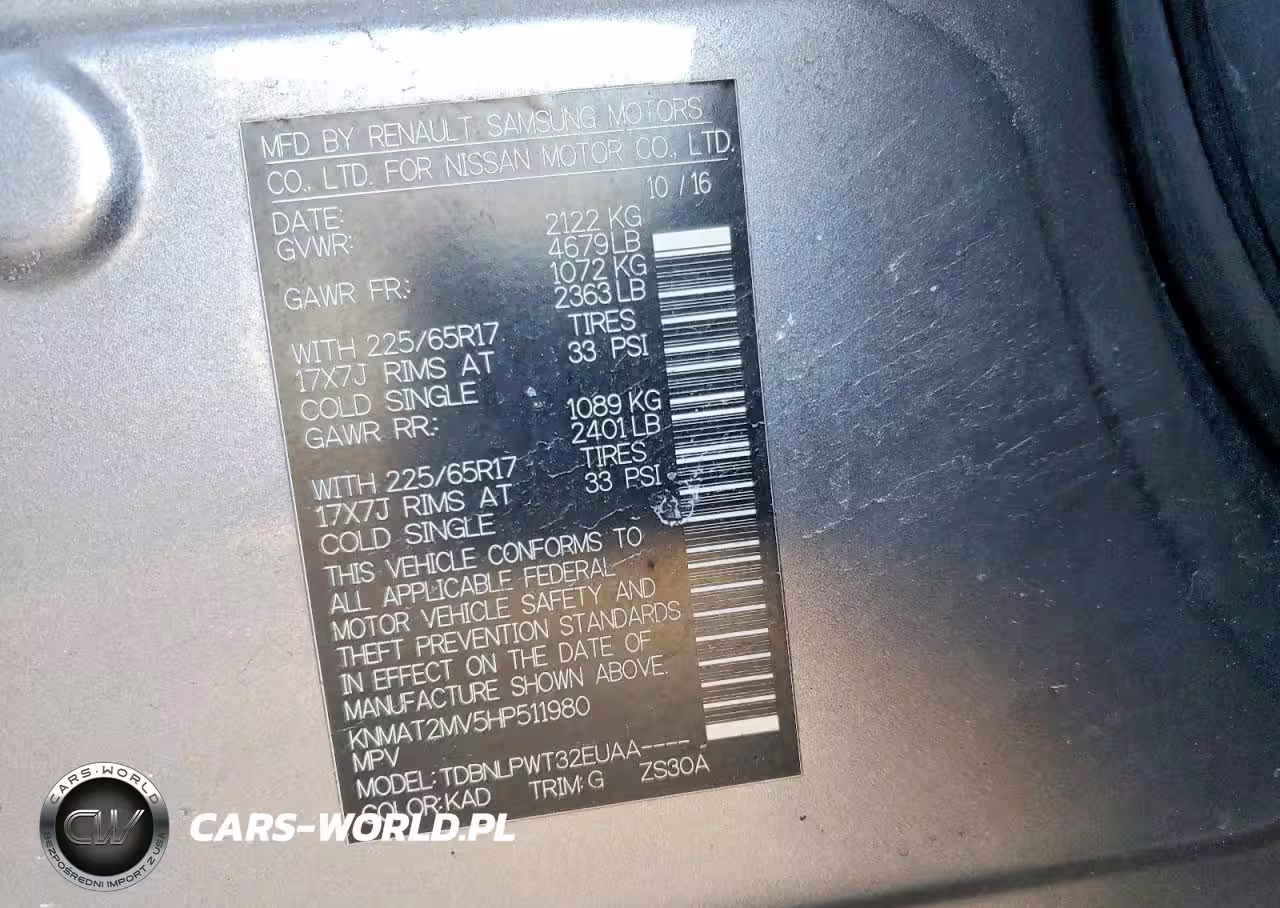 MFD BY RENAULT SAMSUNG MOTORS
CO., LTD. FOR NISSAN MOTOR CO., LTD.
10 / 16
DATE:
2122 KG
GVWR:
4679 LB
1072 KG
GAWR FR:
2363 LB
WITH 225/65R17 TIRES
17X7J RIMS AT 33 PSI
COLD SINGLE
1089 KG
GAWR RR:
2401 LB
WITH 225/65R17 TIRES
17X7J RIMS AT 33 PSI
COLD SINGLE
THIS VEHICLE CONFORMS TO
ALL APPLICABLE FEDERAL
MOTOR VEHICLE SAFETY AND
THEFT PREVENTION STANDARDS
IN EFFECT ON THE DATE OF
MANUFACTURE SHOWN ABOVE.
KNMAT2MV5HP511980
MPV
MODEL: TDBNLPWT32EUAA----
COLOR: KAD TRIM: G ZS30A
CARS-WORLD
CW
BEZPOŚREDNI IMPORT Z USA
CARS-WORLD.PL